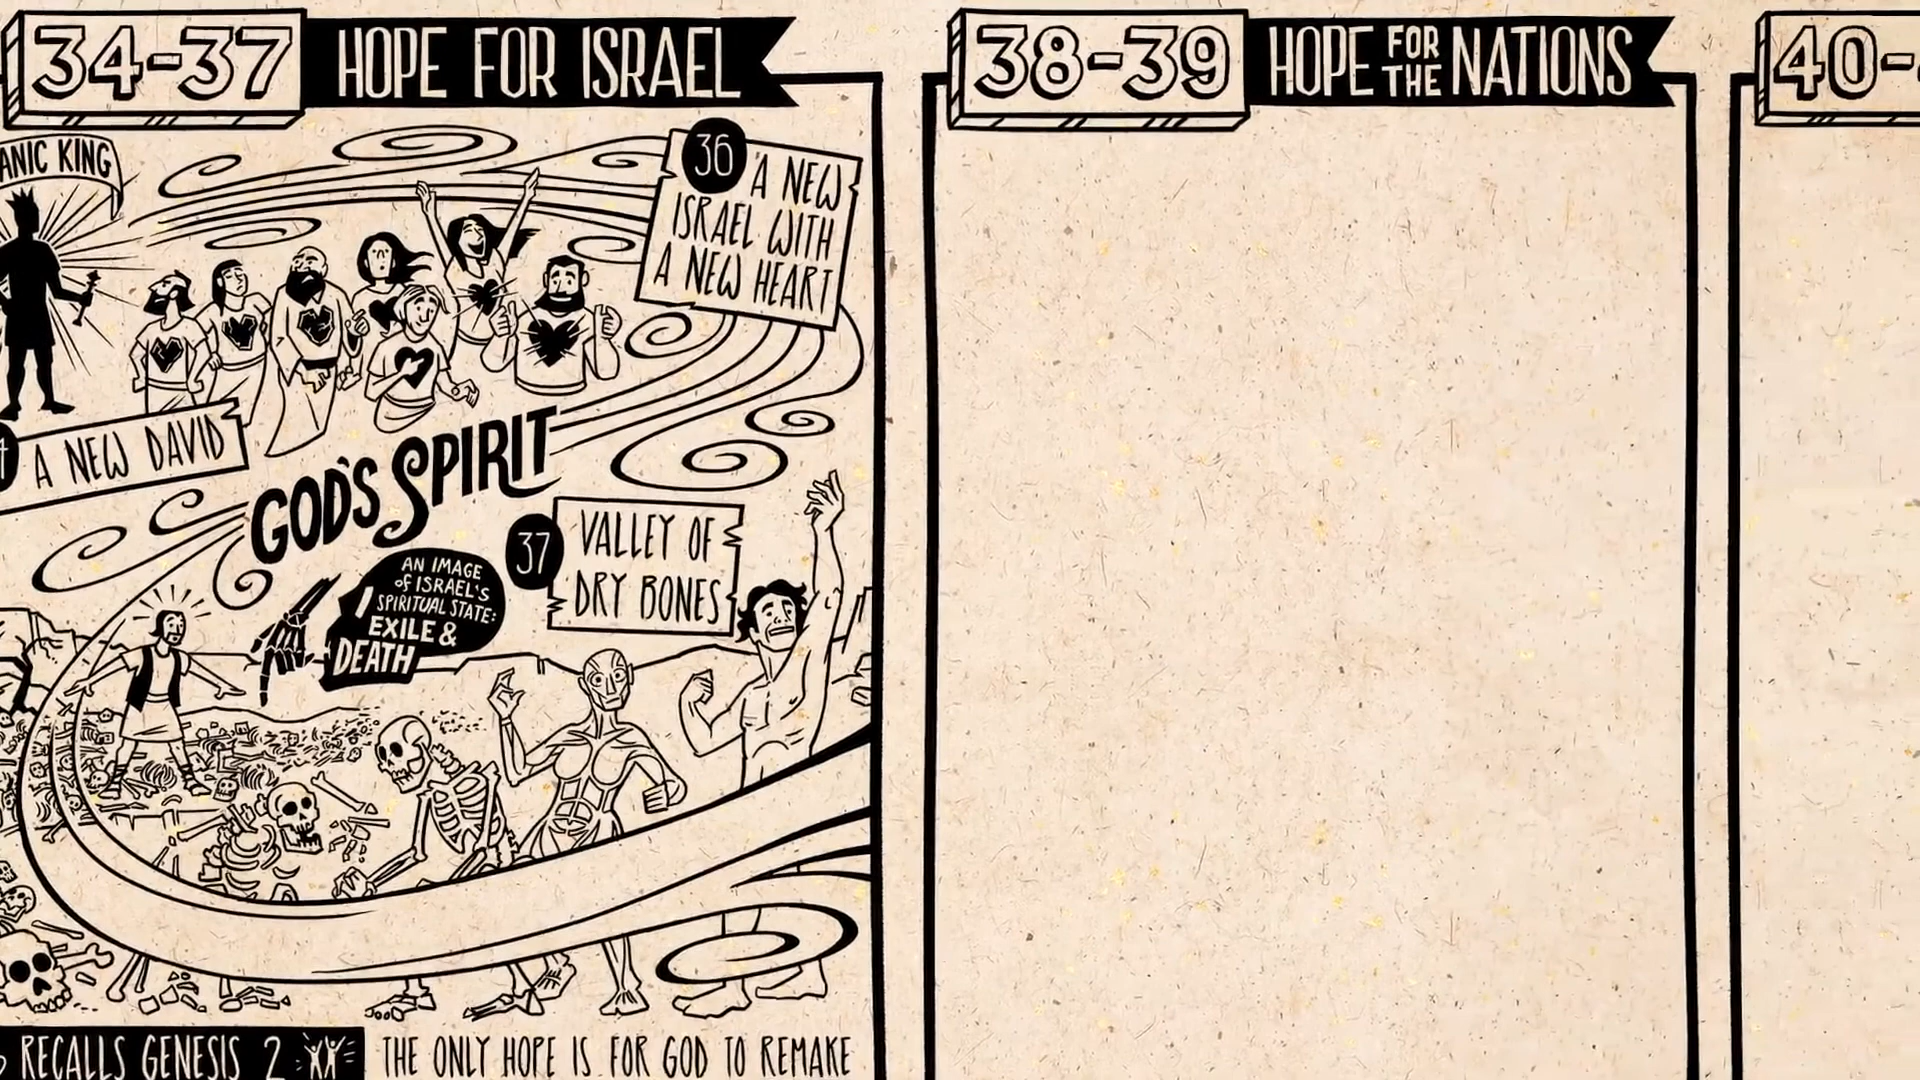 34-37 HOPE FOR ISRAEL
38-39 HOPE FOR THE NATIONS
40-
ANIC KING
36 A NEW
ISRAEL WITH
A NEW HEART
A NEW DAVID
GOD'S SPIRIT
37 VALLEY OF
DRY BONES
AN IMAGE
OF ISRAEL'S
SPIRITUAL STATE:
EXILE &
DEATH
RECALLS GENESIS 2
THE ONLY HOPE IS FOR GOD TO REMAKE